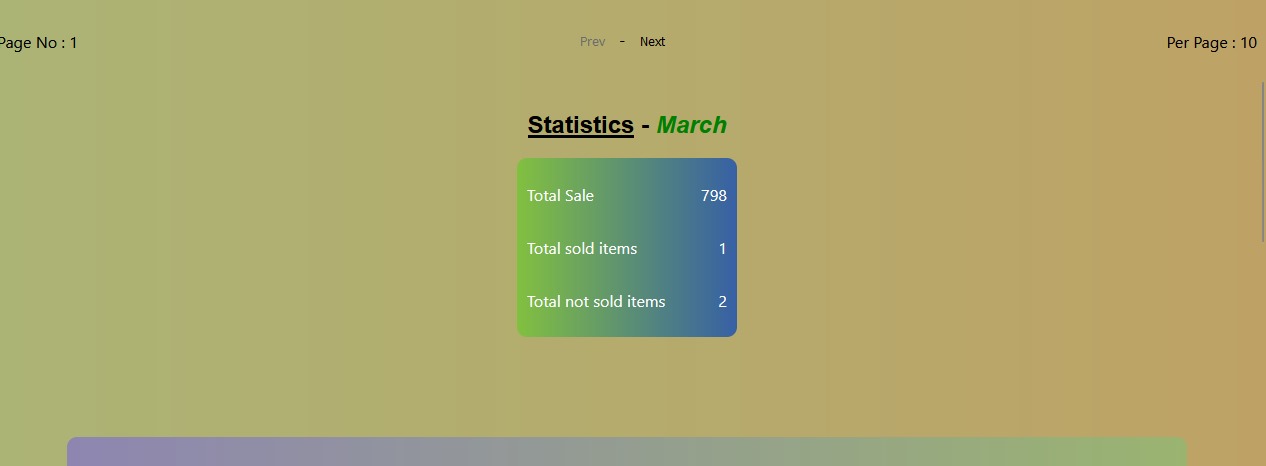 Page No : 1 Prev - Next Per Page : 10
Statistics - March
Total Sale 798
Total sold items 1
Total not sold items 2